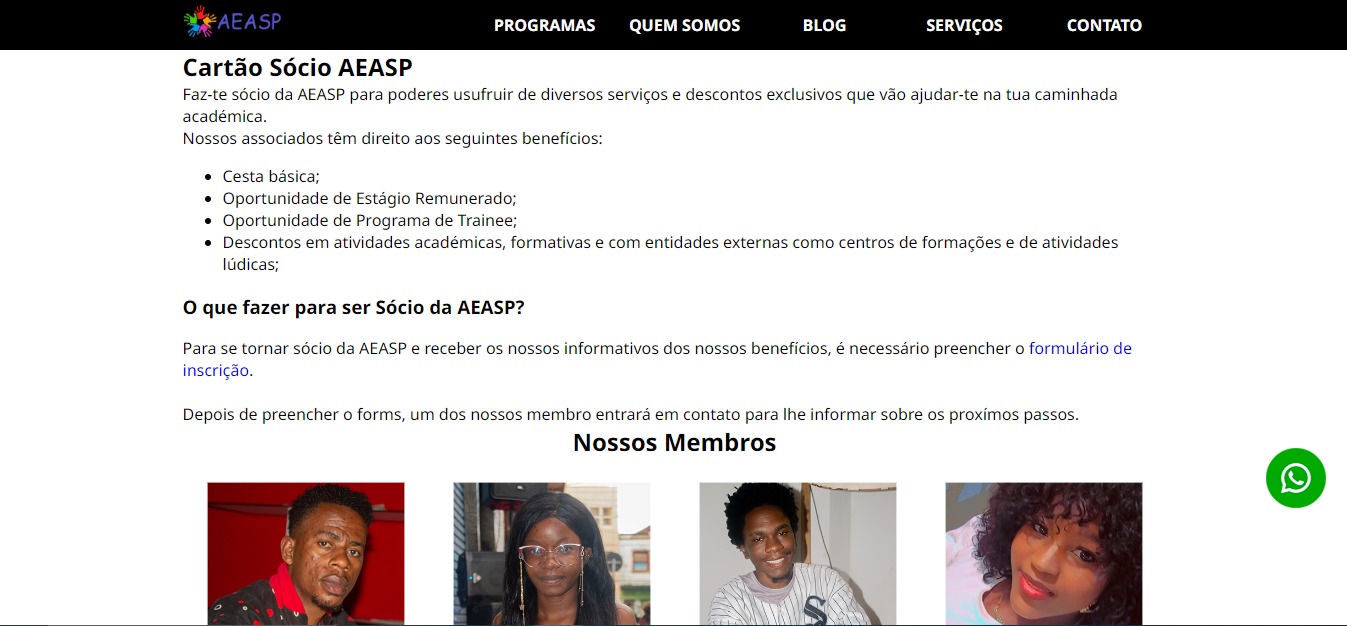 AEASP
PROGRAMAS QUEM SOMOS BLOG SERVIÇOS CONTATO
Cartão Sócio AEASP
Faz-te sócio da AEASP para poderes usufruir de diversos serviços e descontos exclusivos que vão ajudar-te na tua caminhada
académica.
Nossos associados têm direito aos seguintes benefícios:
Cesta básica;
Oportunidade de Estágio Remunerado;
Oportunidade de Programa de Trainee;
Descontos em atividades académicas, formativas e com entidades externas como centros de formações e de atividades
lúdicas;
O que fazer para ser Sócio da AEASP?
Para se tornar sócio da AEASP e receber os nossos informativos dos nossos benefícios, é necessário preencher o formulário de
inscrição.
Depois de preencher o forms, um dos nossos membro entrará em contato para lhe informar sobre os proxímos passos.
Nossos Membros
S